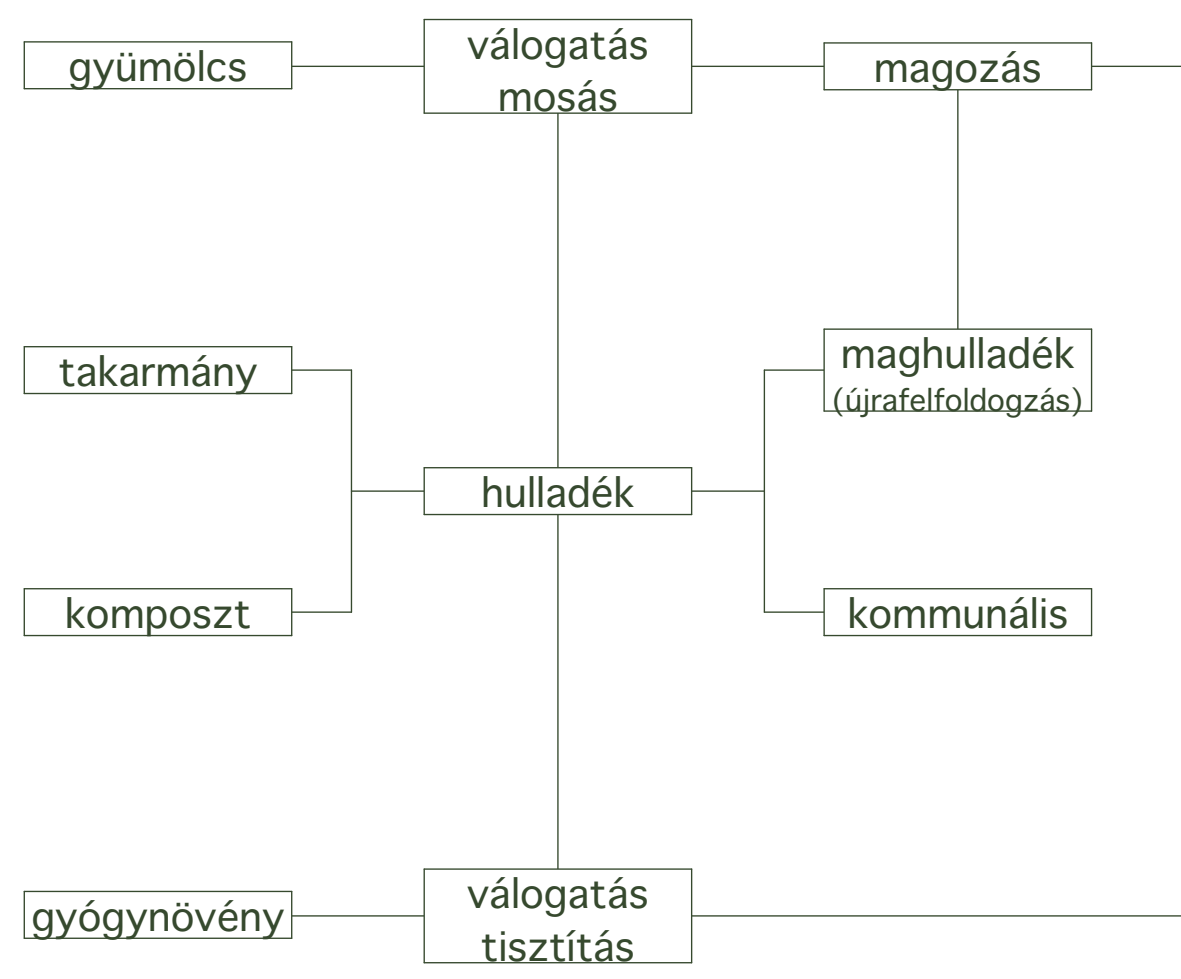 gyümölcs
válogatás
mosás
magozás
takarmány
maghulladék
(újrafelfoldogzás)
hulladék
komposzt
kommunális
gyógynövény
válogatás
tisztítás